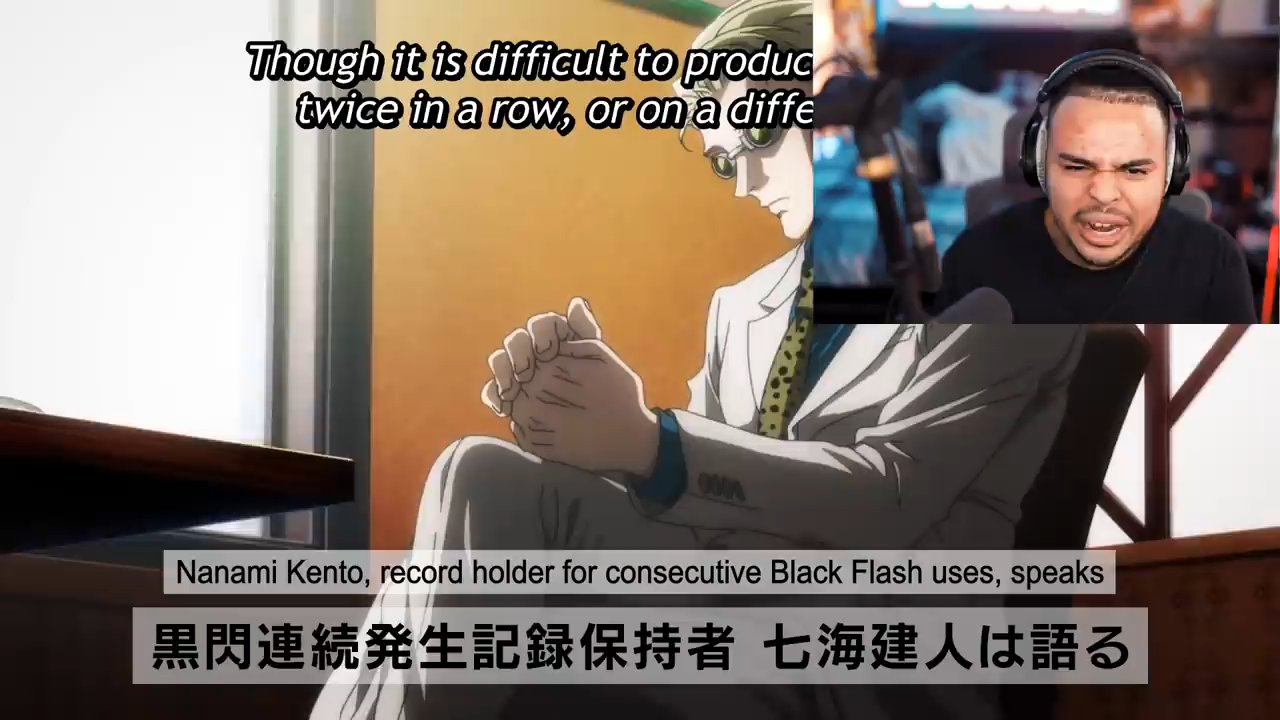 Though it is difficult to produc
twice in a row, or on a diffe
Nanami Kento, record holder for consecutive Black Flash uses, speaks
黒閃連続発生記録保持者 七海建人は語る